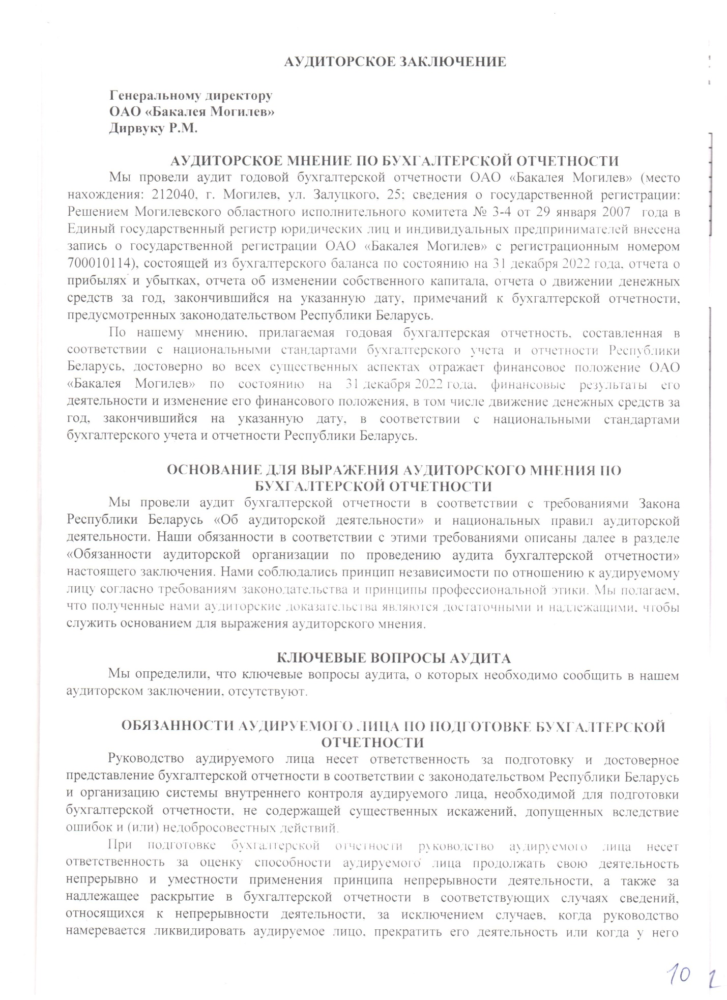 АУДИТОРСКОЕ ЗАКЛЮЧЕНИЕ
Генеральному директору
ОАО «Бакалея Могилев»
Дирвуку Р.М.
АУДИТОРСКОЕ МНЕНИЕ ПО БУХГАЛТЕРСКОЙ ОТЧЕТНОСТИ
Мы провели аудит годовой бухгалтерской отчетности ОАО «Бакалея Могилев» (место
нахождения: 212040, г. Могилев, ул. Залуцкого, 25; сведения о государственной регистрации:
Решением Могилевского областного исполнительного комитета № 3-4 от 29 января 2007 года в
Единый государственный регистр юридических лиц и индивидуальных предпринимателей внесена
запись о государственной регистрации ОАО «Бакалея Могилев» с регистрационным номером
700010114), состоящей из бухгалтерского баланса по состоянию на 31 декабря 2022 года, отчета о
прибылях и убытках, отчета об изменении собственного капитала, отчета о движении денежных
средств за год, закончившийся на указанную дату, примечаний к бухгалтерской отчетности,
предусмотренных законодательством Республики Беларусь.
По нашему мнению, прилагаемая годовая бухгалтерская отчетность, составленная в
соответствии с национальными стандартами бухгалтерского учета и отчетности Республики
Беларусь, достоверно во всех существенных аспектах отражает финансовое положение ОАО
«Бакалея Могилев» по состоянию на 31 декабря 2022 года, финансовые результаты его
деятельности и изменение его финансового положения, в том числе движение денежных средств за
год, закончившийся на указанную дату, в соответствии с национальными стандартами
бухгалтерского учета и отчетности Республики Беларусь.
ОСНОВАНИЕ ДЛЯ ВЫРАЖЕНИЯ АУДИТОРСКОГО МНЕНИЯ ПО
БУХГАЛТЕРСКОЙ ОТЧЕТНОСТИ
Мы провели аудит бухгалтерской отчетности в соответствии с требованиями Закона
Республики Беларусь «Об аудиторской деятельности» и национальных правил аудиторской
деятельности. Наши обязанности в соответствии с этими требованиями описаны далее в разделе
«Обязанности аудиторской организации по проведению аудита бухгалтерской отчетности»
настоящего заключения. Нами соблюдались принцип независимости по отношению к аудируемому
лицу согласно требованиям законодательства и принципы профессиональной этики. Мы полагаем,
что полученные нами аудиторские доказательства являются достаточными и надлежащими, чтобы
служить основанием для выражения аудиторского мнения.
КЛЮЧЕВЫЕ ВОПРОСЫ АУДИТА
Мы определили, что ключевые вопросы аудита, о которых необходимо сообщить в нашем
аудиторском заключении, отсутствуют.
ОБЯЗАННОСТИ АУДИРУЕМОГО ЛИЦА ПО ПОДГОТОВКЕ БУХГАЛТЕРСКОЙ
ОТЧЕТНОСТИ
Руководство аудируемого лица несет ответственность за подготовку и достоверное
представление бухгалтерской отчетности в соответствии с законодательством Республики Беларусь
и организацию системы внутреннего контроля аудируемого лица, необходимой для подготовки
бухгалтерской отчетности, не содержащей существенных искажений, допущенных вследствие
ошибок и (или) недобросовестных действий.
При подготовке бухгалтерской отчетности руководство аудируемого лица несет
ответственность за оценку способности аудируемого лица продолжать свою деятельность
непрерывно и уместности применения принципа непрерывности деятельности, а также за
надлежащее раскрытие в бухгалтерской отчетности в соответствующих случаях сведений,
относящихся к непрерывности деятельности, за исключением случаев, когда руководство
намеревается ликвидировать аудируемое лицо, прекратить его деятельность или когда у него
10